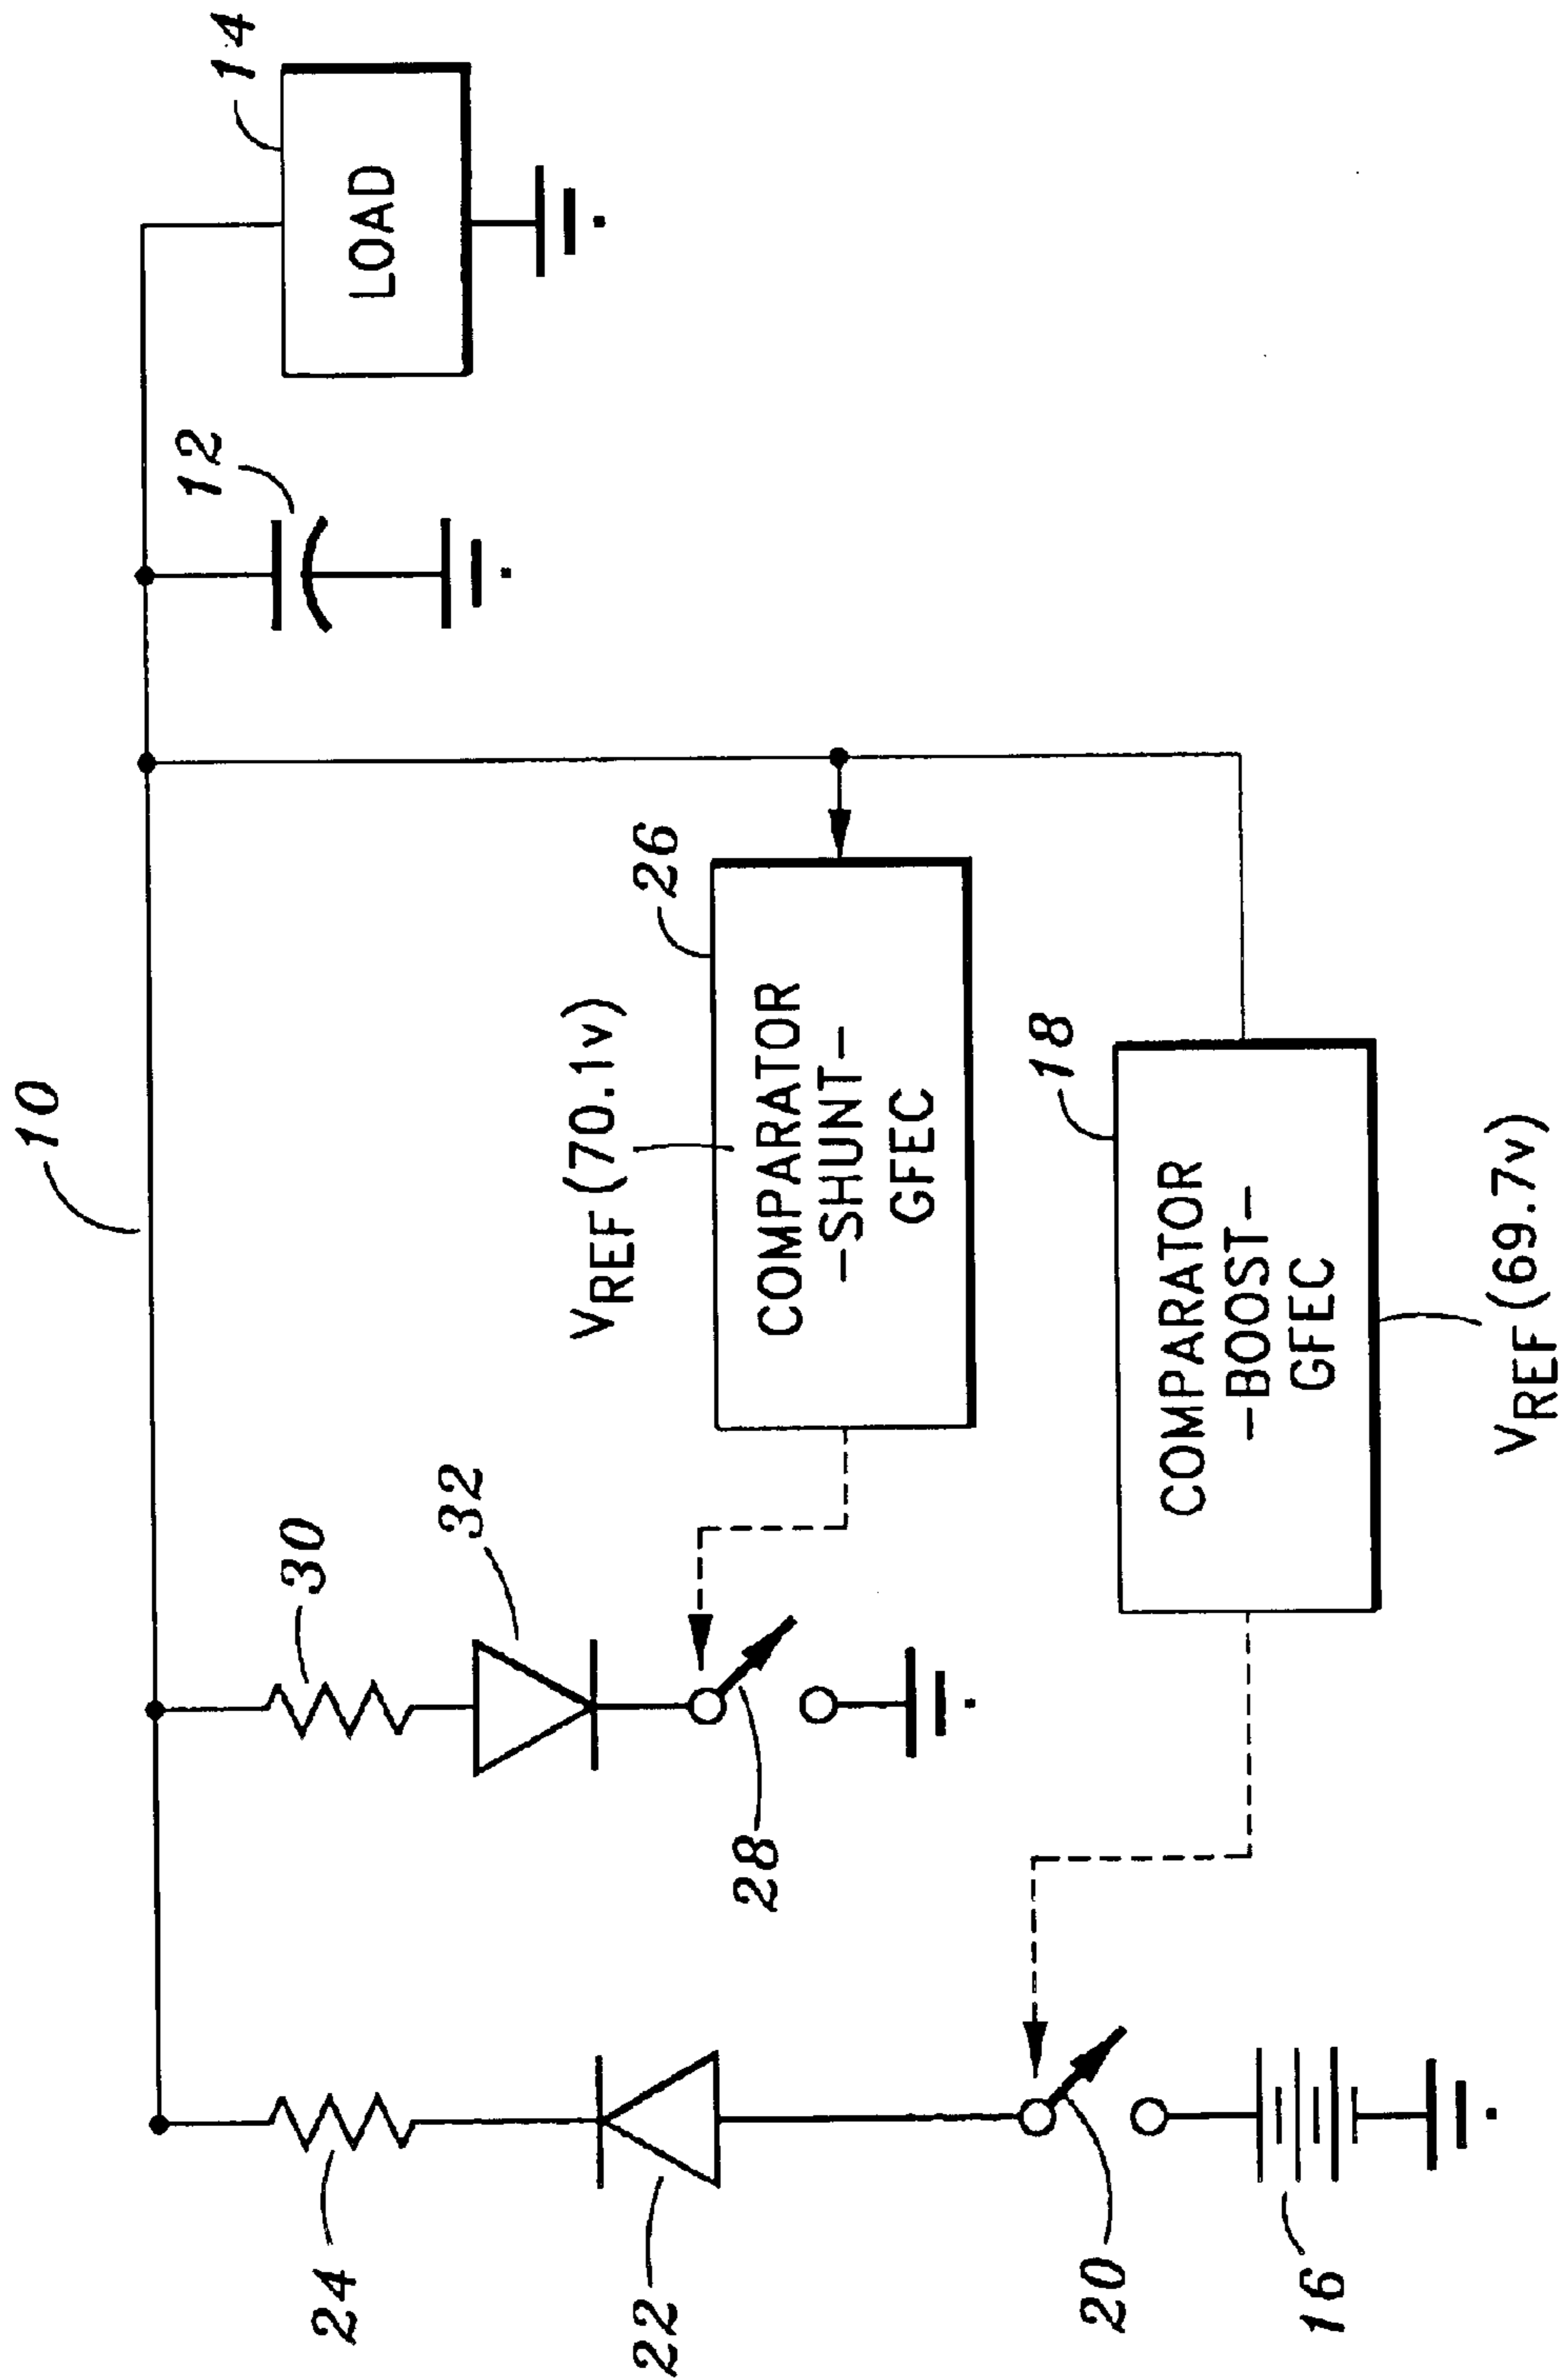 10
14
LOAD
12
30
32
24
22
28
VREF (70.1v)
26
COMPARATOR
-SHUNT-
GFEC
18
COMPARATOR
-BOOST-
GFEC
VREF (69.7v)
20
16